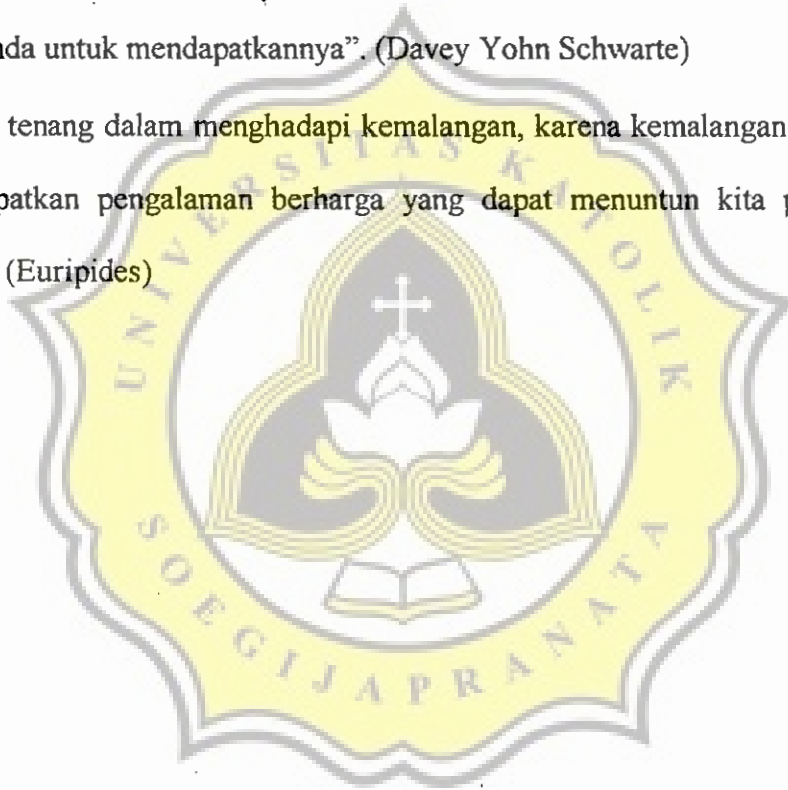 nda untuk mendapatkannya”. (Davey Yohn Schwarte)
tenang dalam menghadapi kemalangan, karena kemalangan
patkan pengalaman berharga yang dapat menuntun kita p
(Euripides)
UNIVERSITAS KATOLIK
SOEGIJAPRANATA